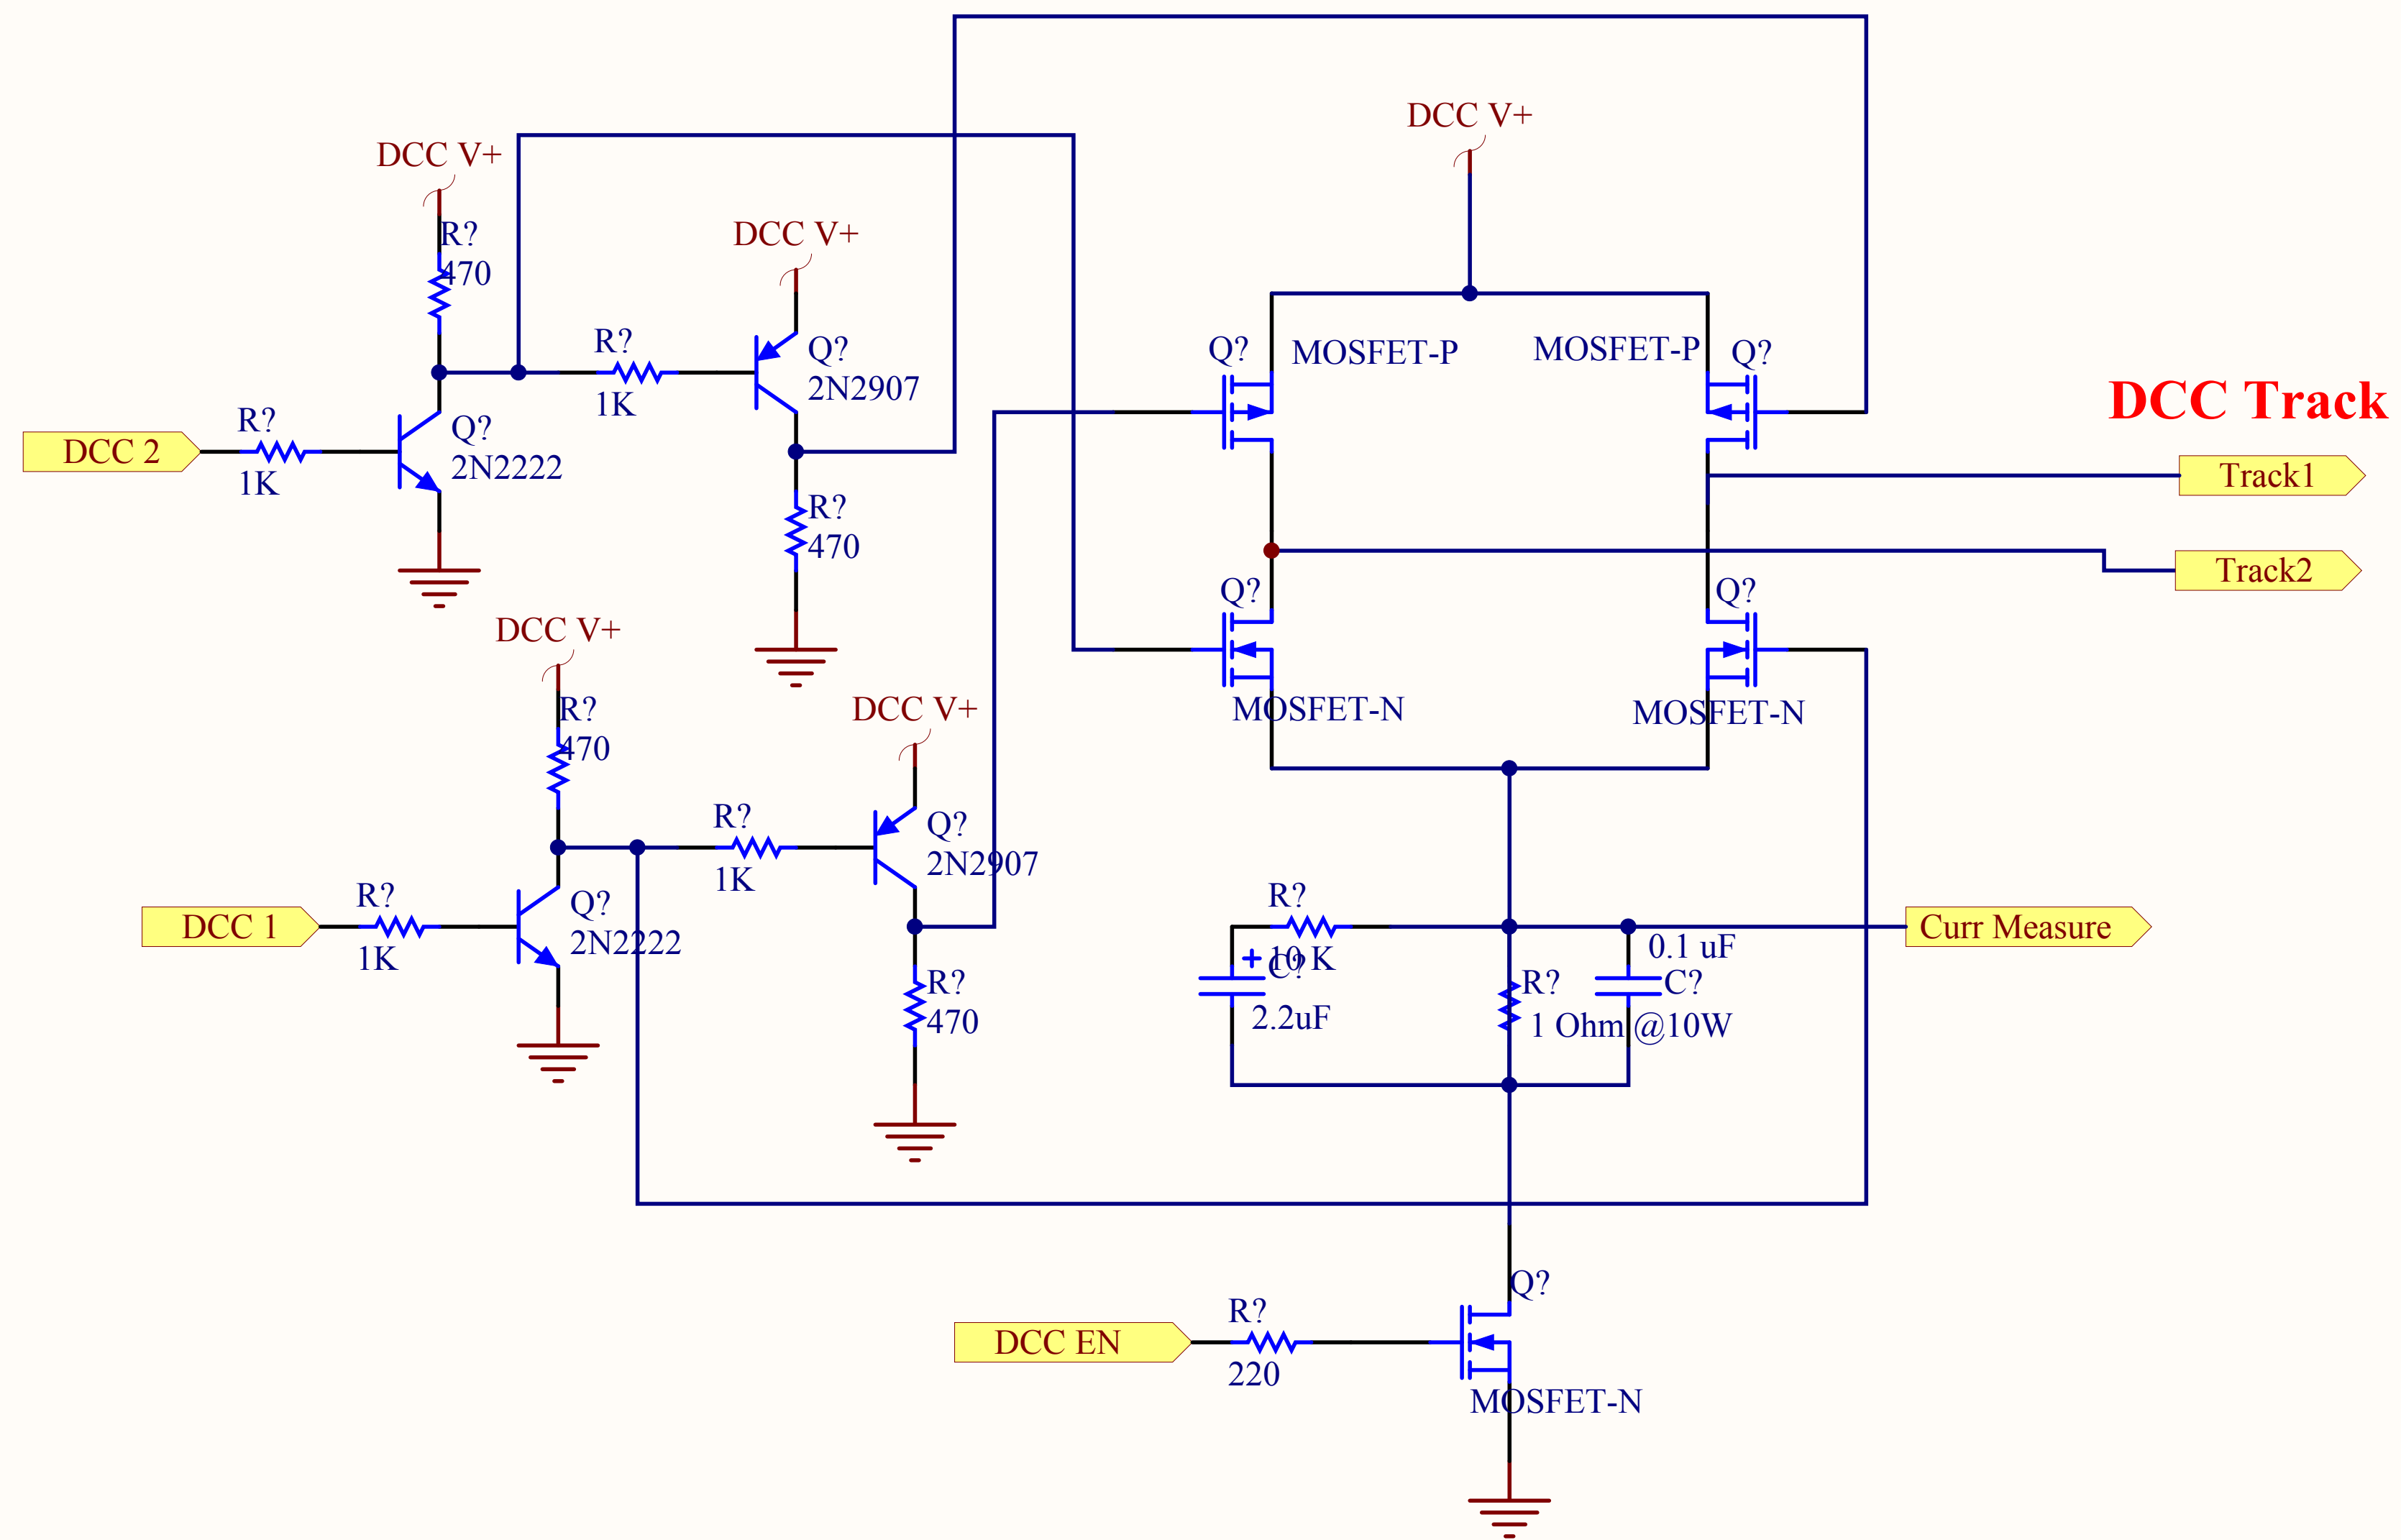 DCC V+
DCC V+
R?
470
DCC V+
R?
1K
Q?
2N2907
Q?
MOSFET-P
MOSFET-P
Q?
DCC Track
R?
1K
DCC 2
Q?
2N2222
Track1
R?
470
Track2
Q?
MOSFET-N
Q?
MOSFET-N
DCC V+
R?
470
DCC V+
R?
1K
Q?
2N2907
R?
1K
DCC 1
Q?
2N2222
R?
10 K
Curr Measure
0.1 uF
C?
C?
2.2uF
R?
1 Ohm @10W
R?
470
Q?
R?
220
DCC EN
MOSFET-N